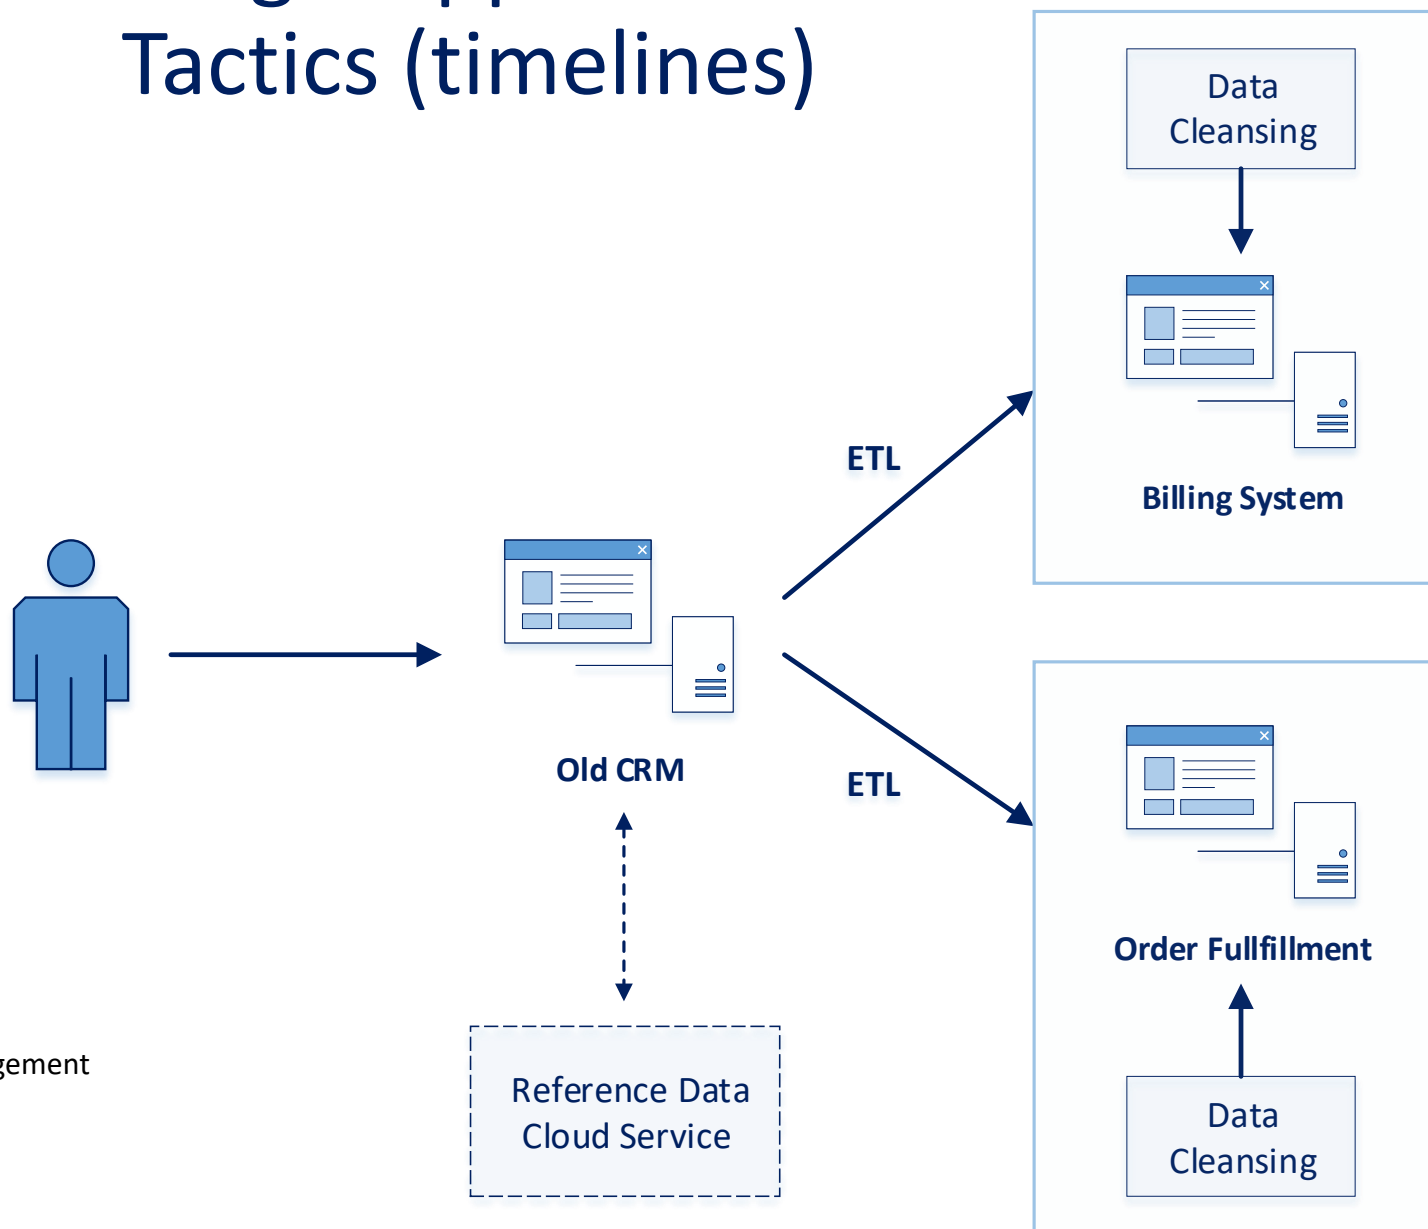 Tactics (timelines)
Data
Cleansing
ETL
Billing System
Old CRM
ETL
Order Fullfillment
gement
Reference Data
Cloud Service
Data
Cleansing